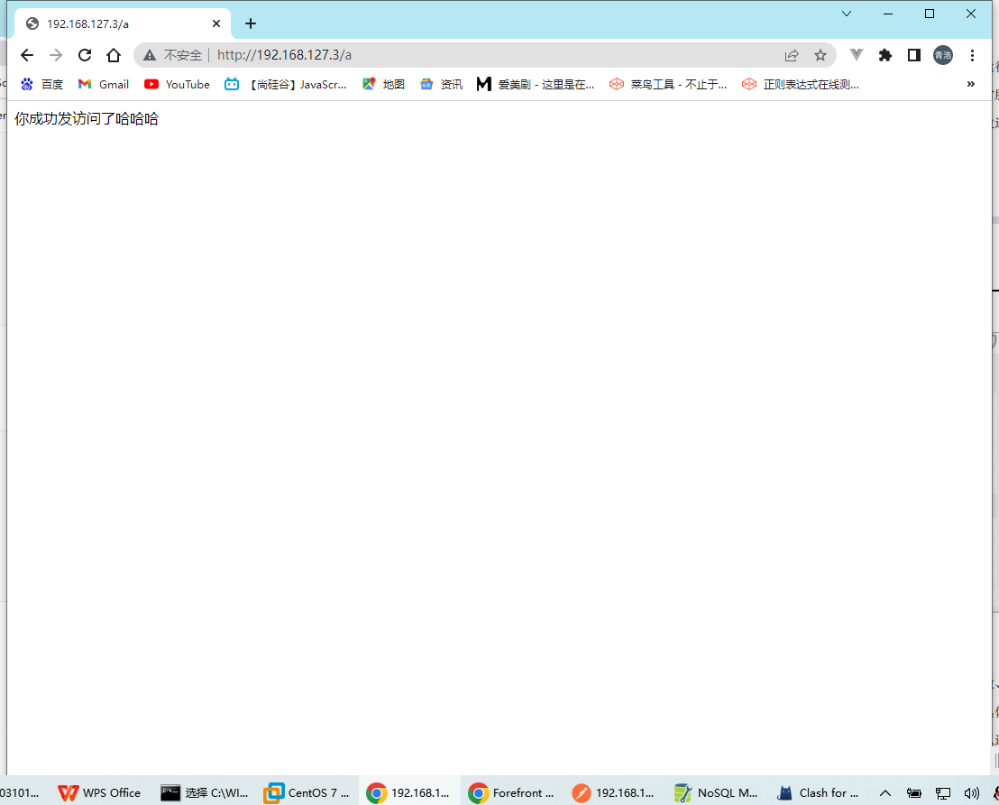 192.168.127.3/a
不安全 http://192.168.127.3/a
青浩
百度 Gmail YouTube 【尚硅谷】JavaScr... 地图 资讯 爱美刷 - 这里是在... 菜鸟工具 - 不止于... 正则表达式在线测... »
你成功发访问了哈哈哈
03101... WPS Office 选择 C:\WI... CentOS 7 ... 192.168.1... Forefront ... 192.168.1... NoSQL M... Clash for ...